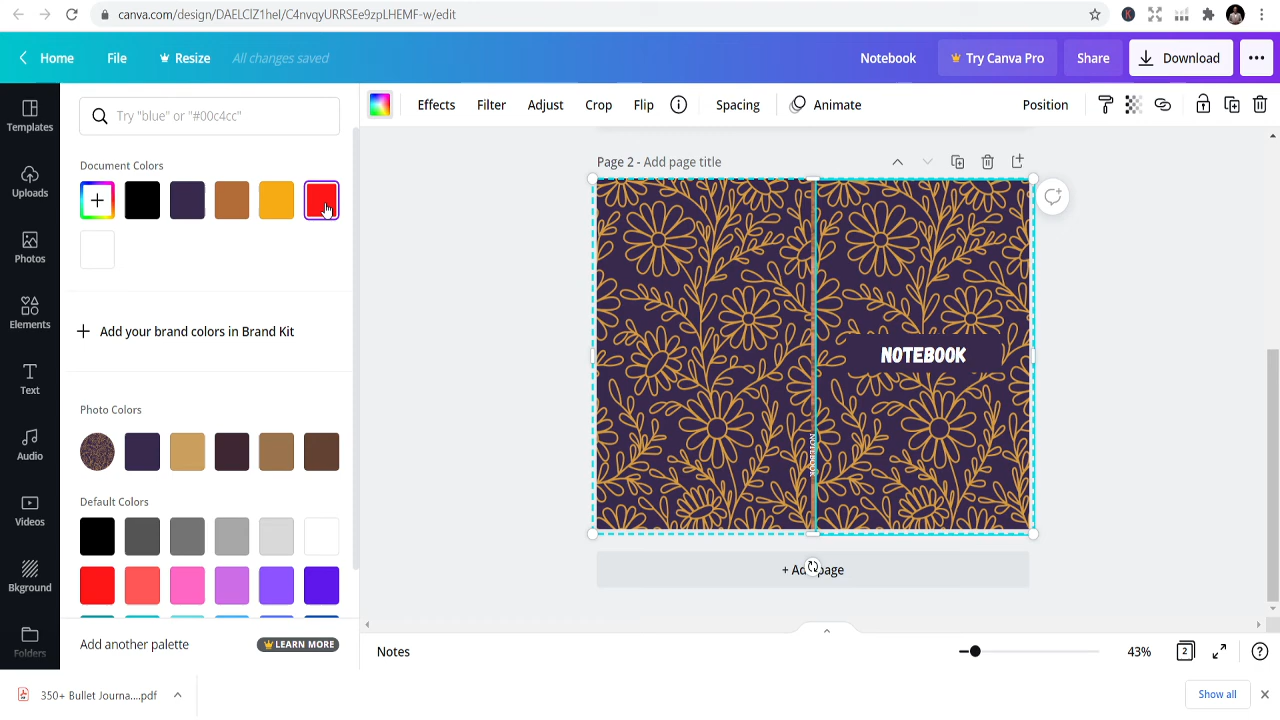 canva.com/design/DAELClZ1heI/C4nvqyURRSEe9zpLHEMF-w/edit
K
Home
File
Resize
All changes saved
Notebook
Try Canva Pro
Share
Download
Templates
Uploads
Photos
Elements
Text
Audio
Videos
Bkground
Folders
Try "blue" or "#00c4cc"
Document Colors
Add your brand colors in Brand Kit
Photo Colors
Default Colors
Add another palette
LEARN MORE
Effects
Filter
Adjust
Crop
Flip
Spacing
Animate
Position
Page 2 - Add page title
NOTEBOOK
NOTEBOOK
+ Add page
Notes
43%
2
350+ Bullet Journa....pdf
Show all